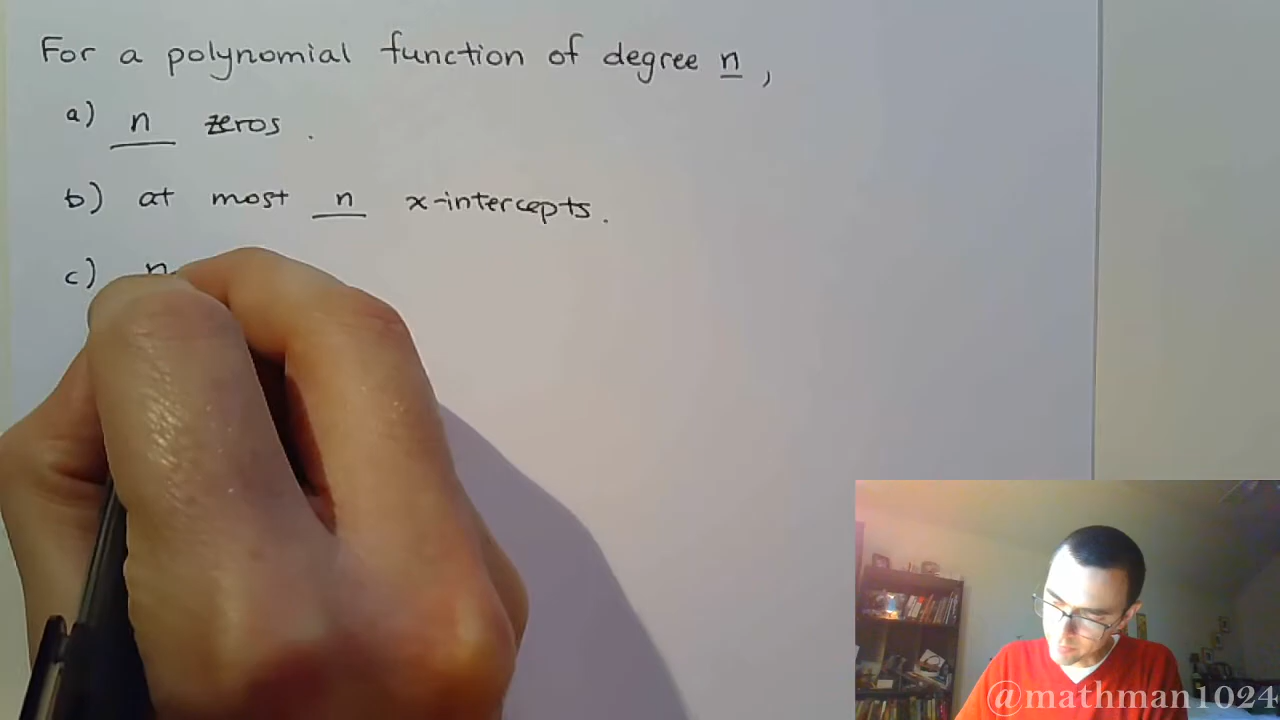 For a polynomial function of degree n,
a) n zeros.
b) at most n x-intercepts.
c) n
@mathman1024